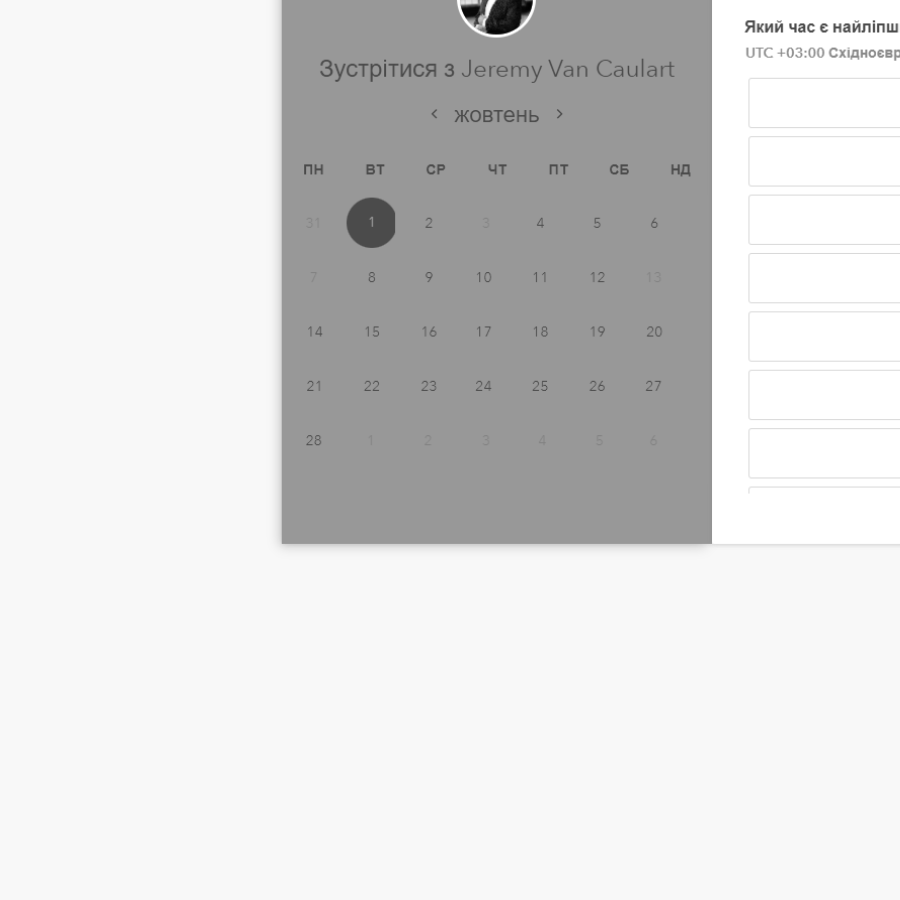 Зустрітися з Jeremy Van Caulart
жовтень
ПН ВТ СР ЧТ ПТ СБ НД
31 1 2 3 4 5 6
7 8 9 10 11 12 13
14 15 16 17 18 19 20
21 22 23 24 25 26 27
28 1 2 3 4 5 6
Який час є
UTC +03:00